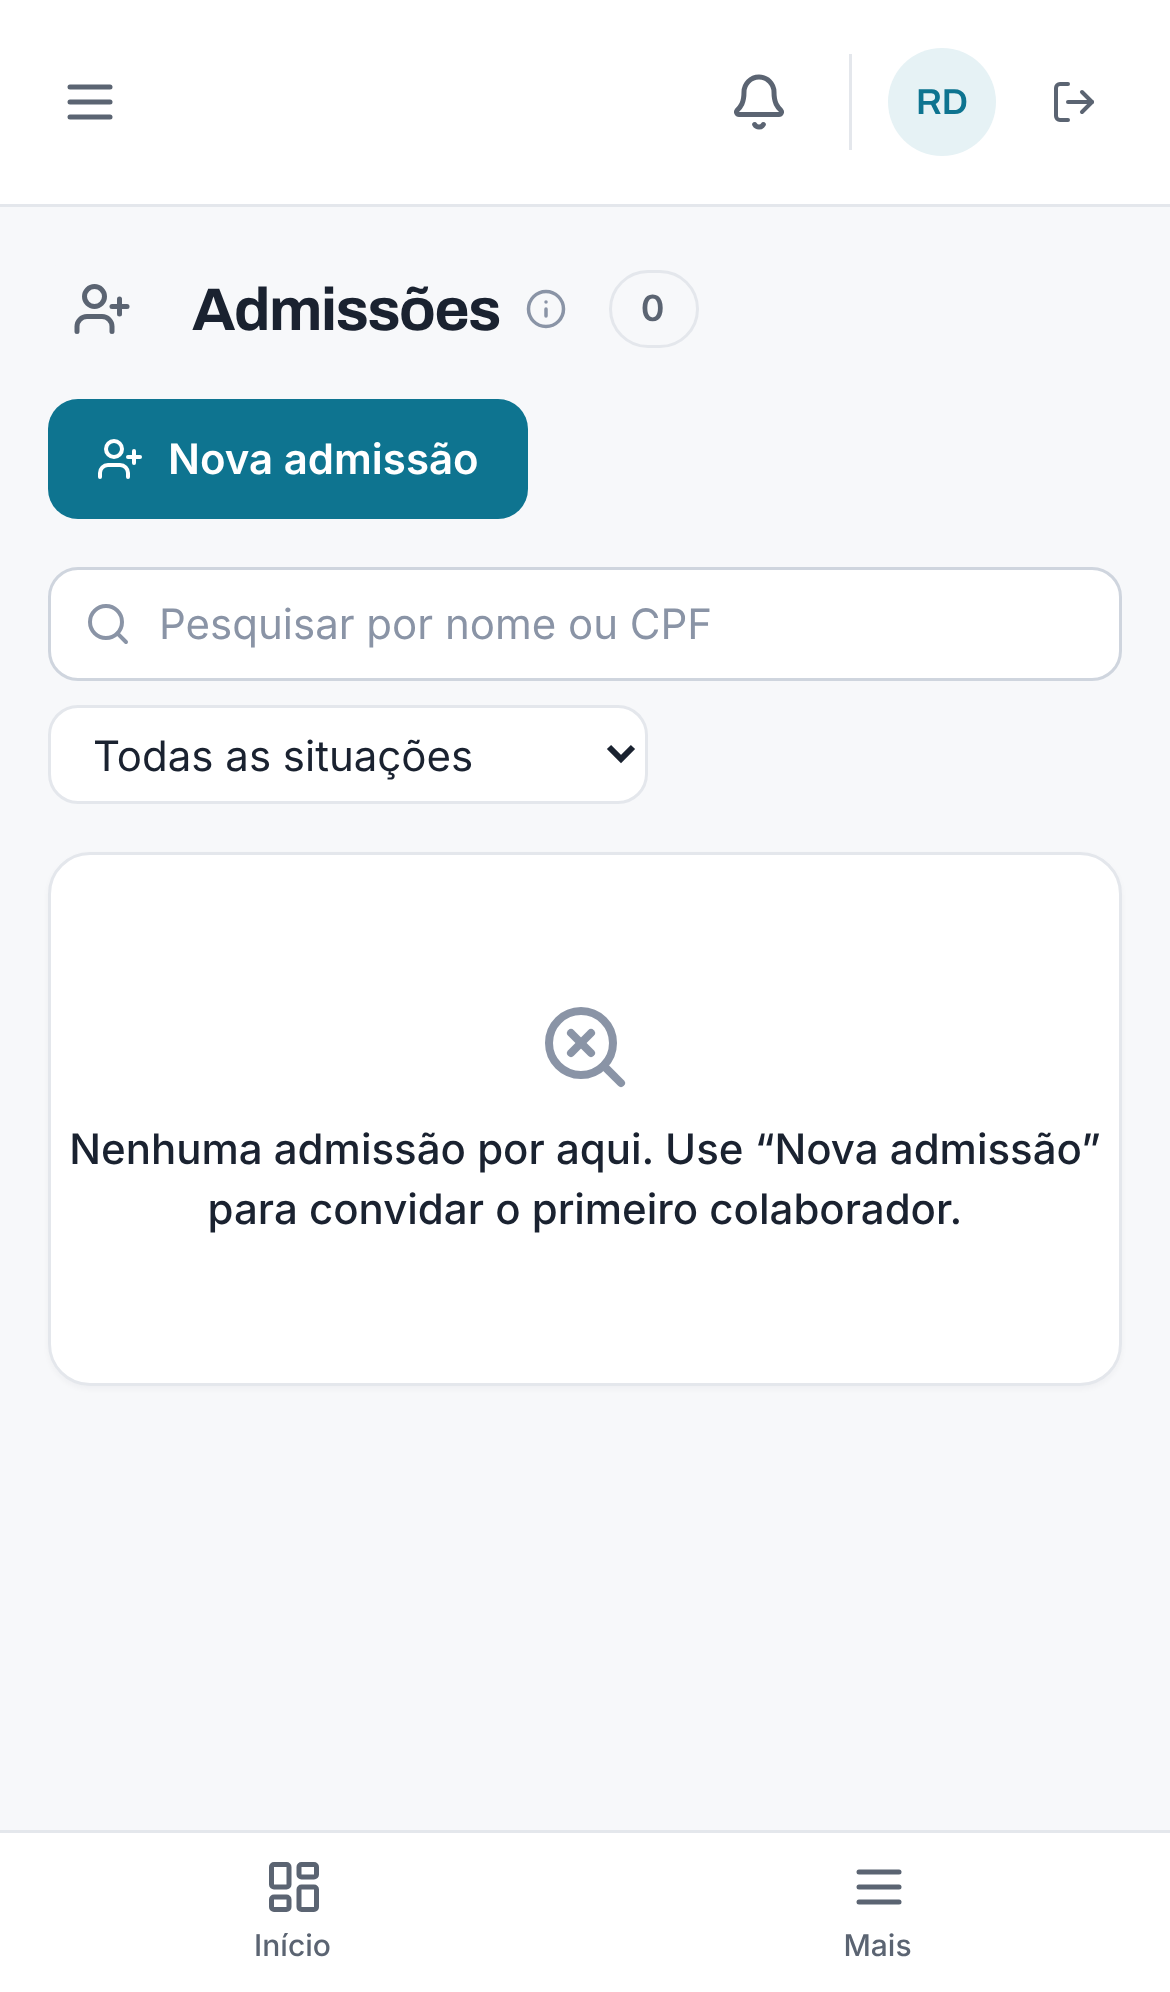 RD
Admissões
0
Nova admissão
Pesquisar por nome ou CPF
Todas as situações
Nenhuma admissão por aqui. Use “Nova admissão”
para convidar o primeiro colaborador.
Início
Mais